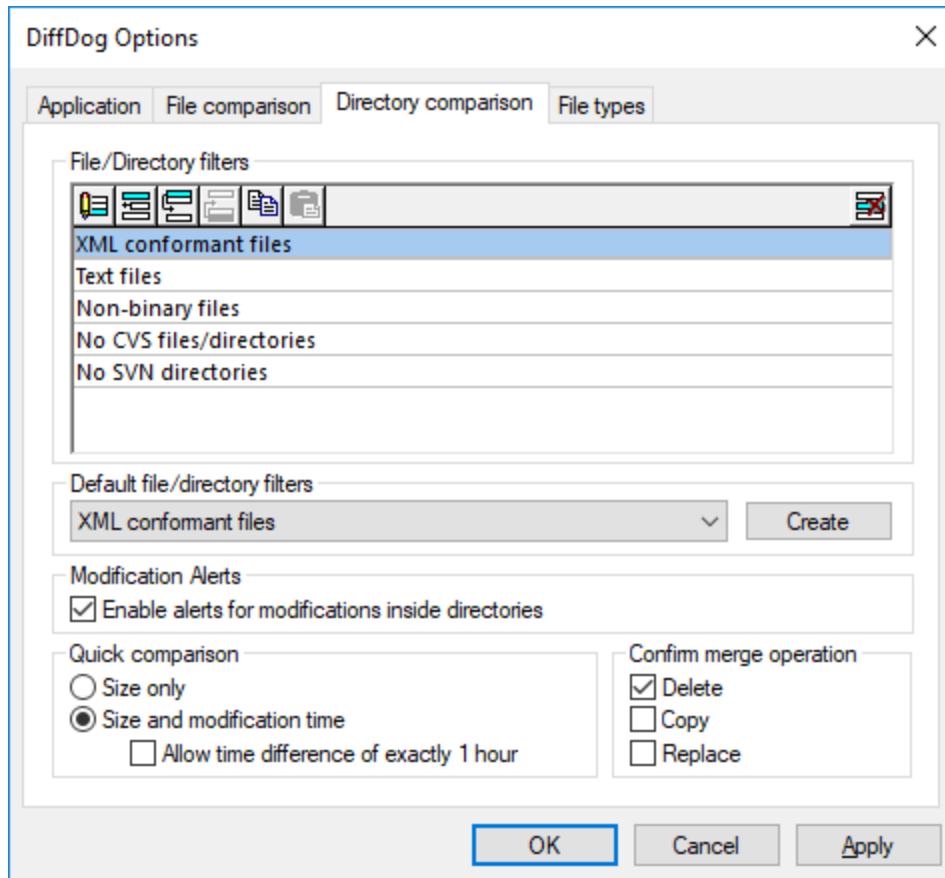 DiffDog Options
Application File comparison Directory comparison File types
File/Directory filters
XML conformant files
Text files
Non-binary files
No CVS files/directories
No SVN directories
Default file/directory filters
XML conformant files Create
Modification Alerts
Enable alerts for modifications inside directories
Quick comparison Confirm merge operation
Size only Delete
Size and modification time Copy
Allow time difference of exactly 1 hour Replace
OK Cancel Apply